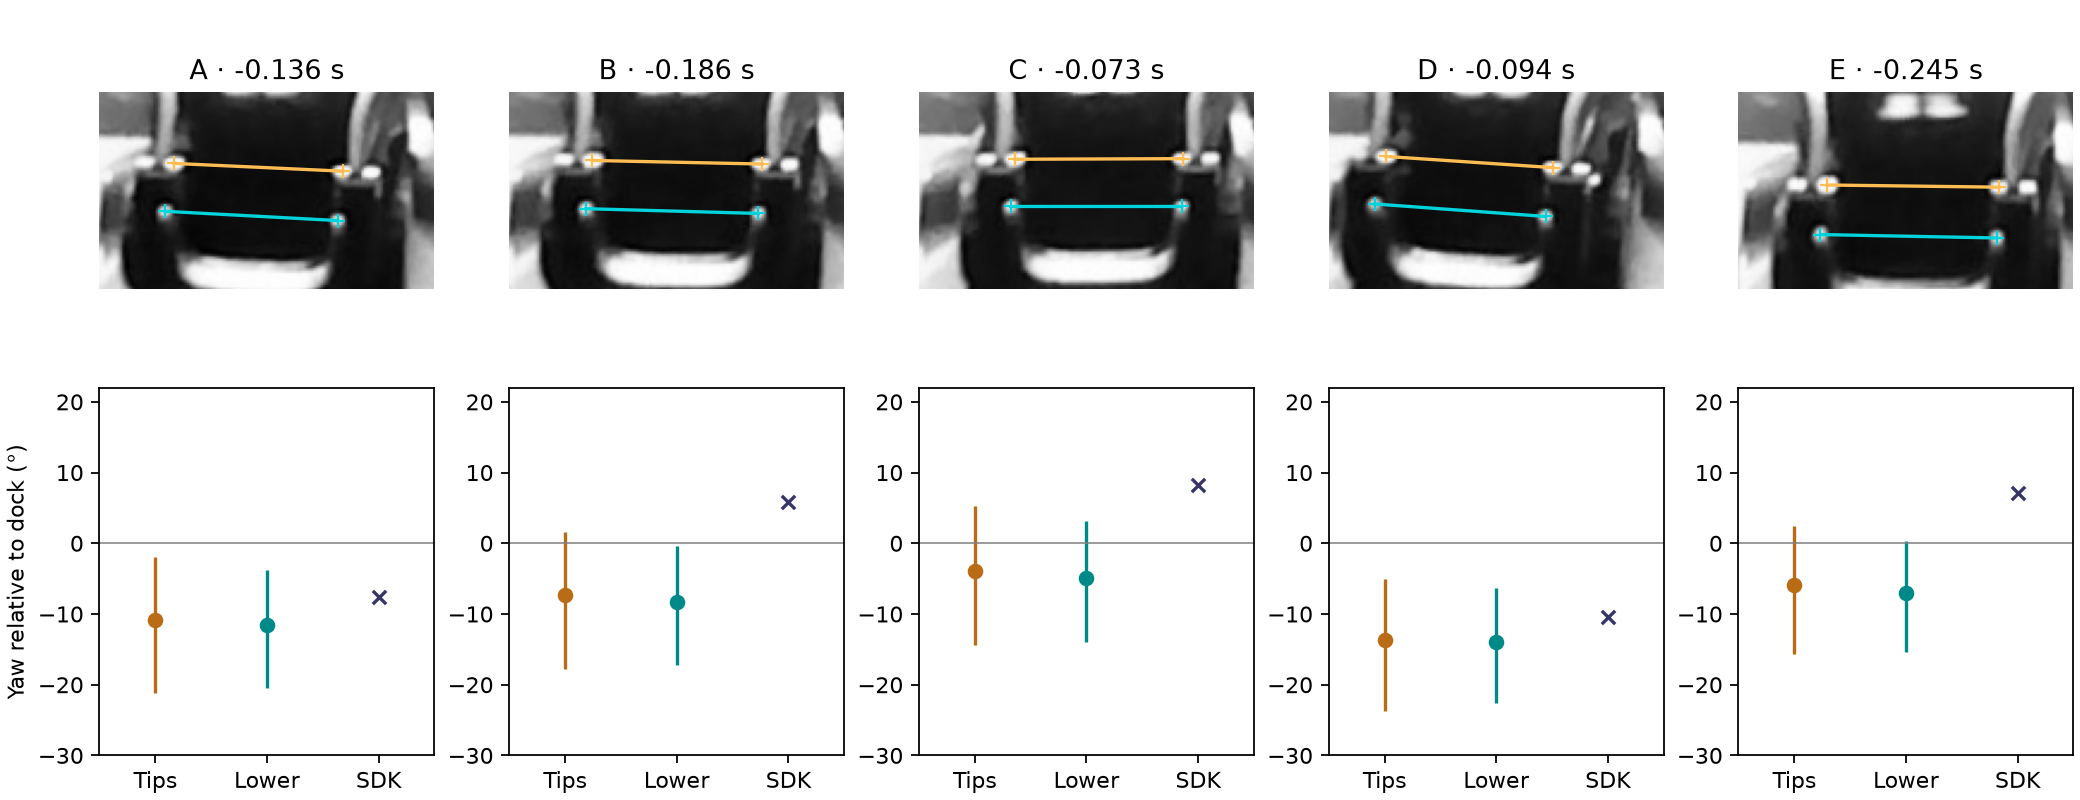 A · -0.136 s
B · -0.186 s
C · -0.073 s
D · -0.094 s
E · -0.245 s
Yaw relative to dock (°)
20
10
0
−10
−20
−30
Tips
Lower
SDK
20
10
0
−10
−20
−30
Tips
Lower
SDK
20
10
0
−10
−20
−30
Tips
Lower
SDK
20
10
0
−10
−20
−30
Tips
Lower
SDK
20
10
0
−10
−20
−30
Tips
Lower
SDK